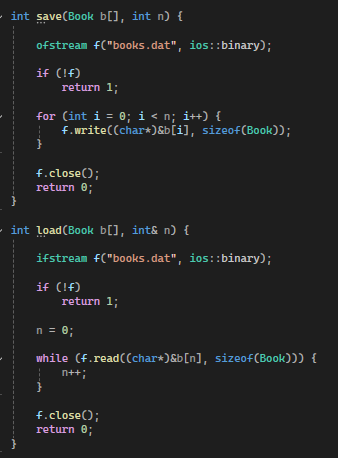 int save(Book b[], int n) {
ofstream f("books.dat", ios::binary);
if (!f)
return 1;
for (int i = 0; i < n; i++) {
f.write((char*)&b[i], sizeof(Book));
}
f.close();
return 0;
}
int load(Book b[], int& n) {
ifstream f("books.dat", ios::binary);
if (!f)
return 1;
n = 0;
while (f.read((char*)&b[n], sizeof(Book))) {
n++;
}
f.close();
return 0;
}